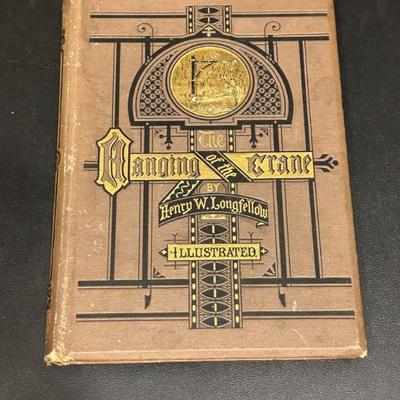 The
Hanging of the Crane
BY
Henry W. Longfellow
ILLUSTRATED.